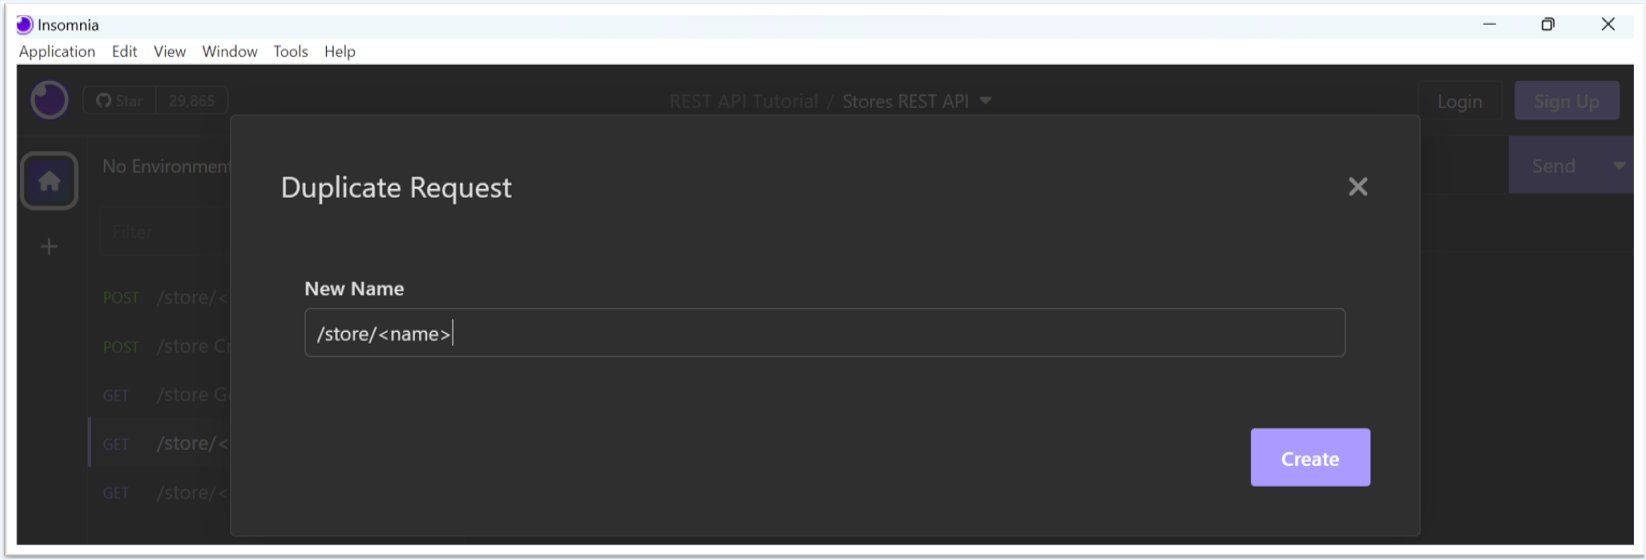 Insomnia
Application Edit View Window Tools Help
Star 29,865 REST API Tutorial / Stores REST API Login Sign Up
No Environment Send
Duplicate Request
Filter
New Name
POST /store/<
/store/<name>
POST /store
GET /store
GET /store/<
Create
GET /store/<